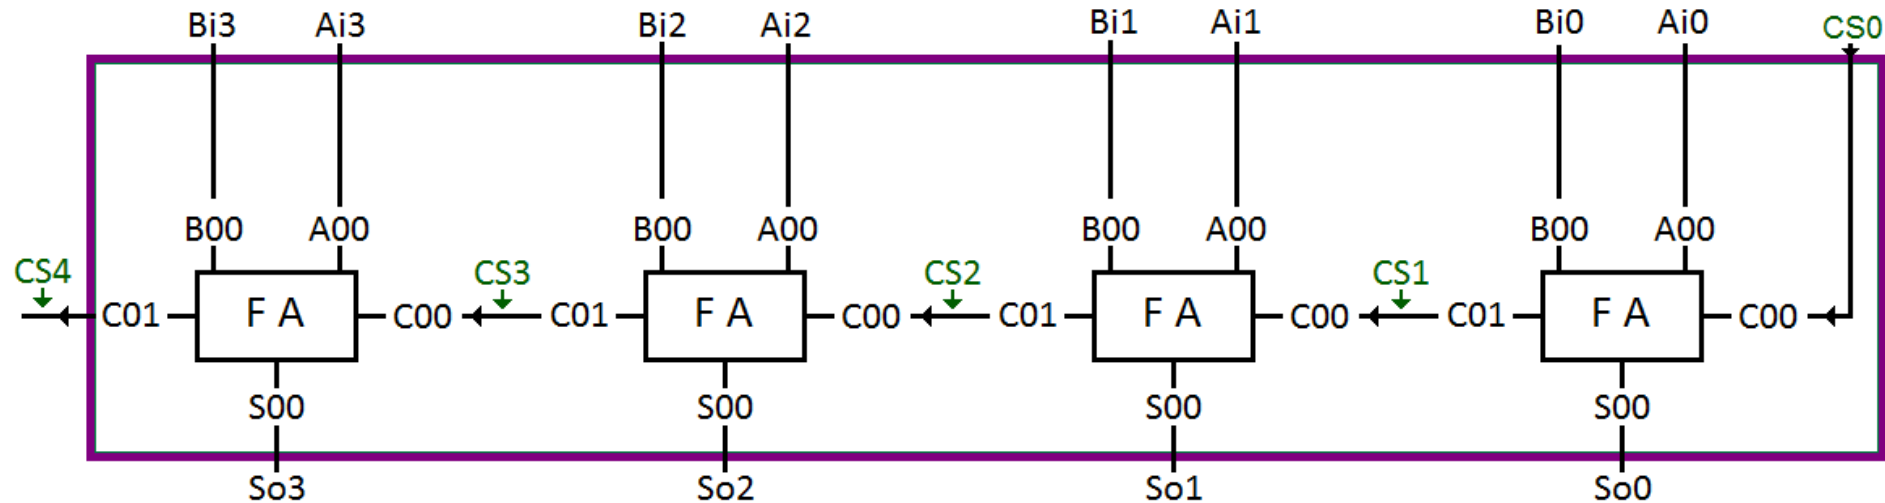 Bi3 Ai3 Bi2 Ai2 Bi1 Ai1 Bi0 Ai0 CS0
B00 A00 B00 A00 B00 A00 B00 A00
CS4 CS3 CS2 CS1
C01 F A C00 C01 F A C00 C01 F A C00 C01 F A C00
S00 S00 S00 S00
So3 So2 So1 So0